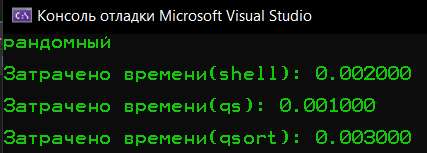 Консоль отладки Microsoft Visual Studio
рандомный
Затрачено времени(shell): 0.002000
Затрачено времени(qs): 0.001000
Затрачено времени(qsort): 0.003000